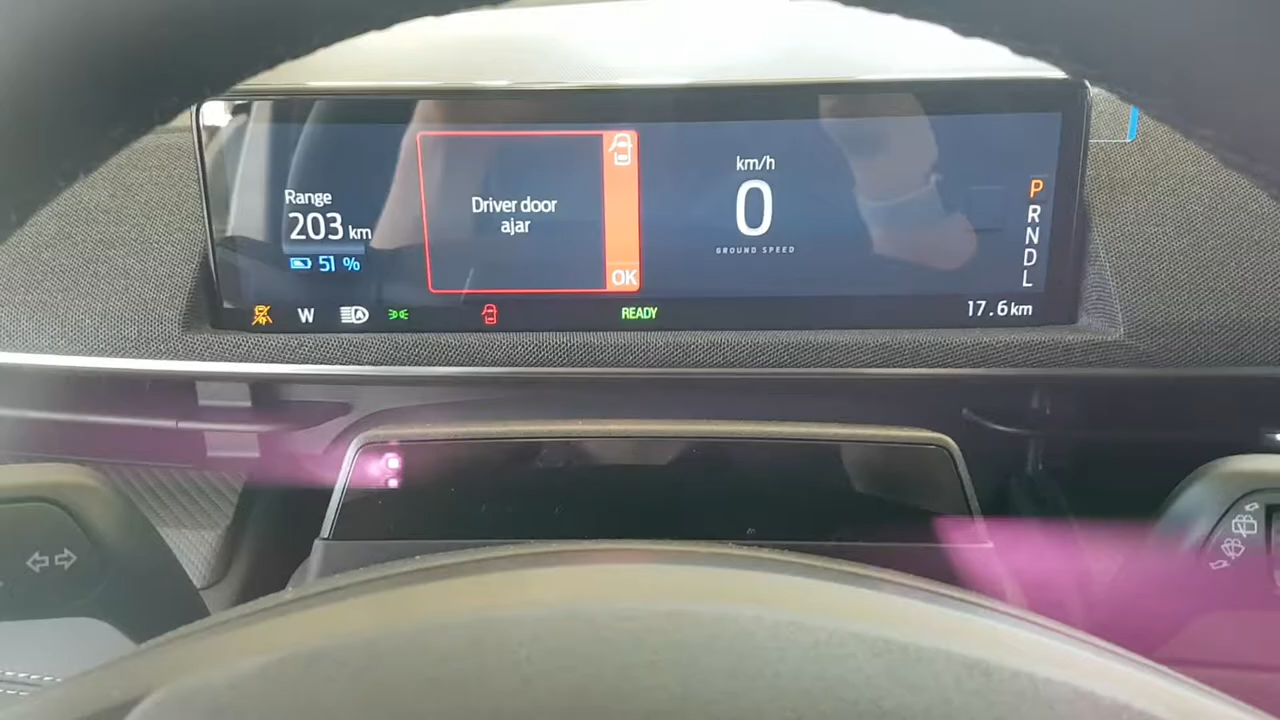 Range
203 km
51 %
Driver door
ajar
OK
km/h
0
GROUND SPEED
P
R
N
D
L
W
READY
17.6 km